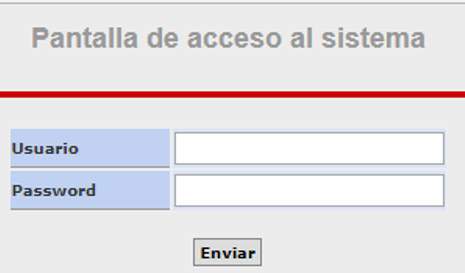 Pantalla de acceso al sistema
Usuario
Password
Enviar